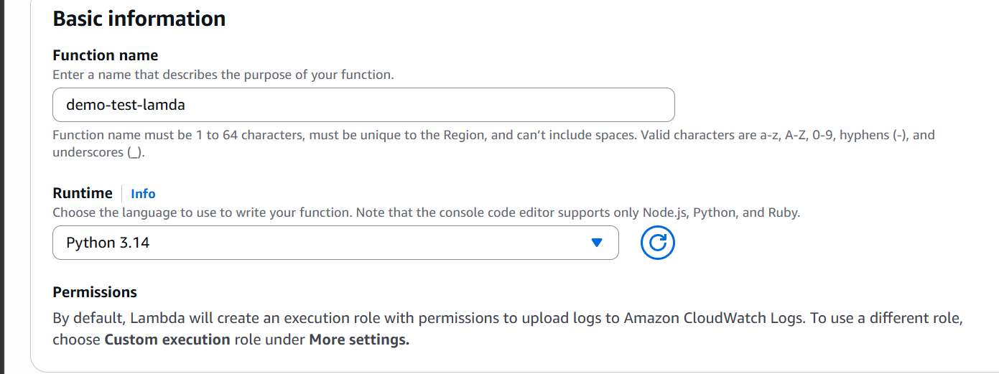 Basic information
Function name
Enter a name that describes the purpose of your function.
demo-test-lamda
Function name must be 1 to 64 characters, must be unique to the Region, and can’t include spaces. Valid characters are a-z, A-Z, 0-9, hyphens (-), and
underscores (_).
Runtime Info
Choose the language to use to write your function. Note that the console code editor supports only Node.js, Python, and Ruby.
Python 3.14
Permissions
By default, Lambda will create an execution role with permissions to upload logs to Amazon CloudWatch Logs. To use a different role,
choose Custom execution role under More settings.